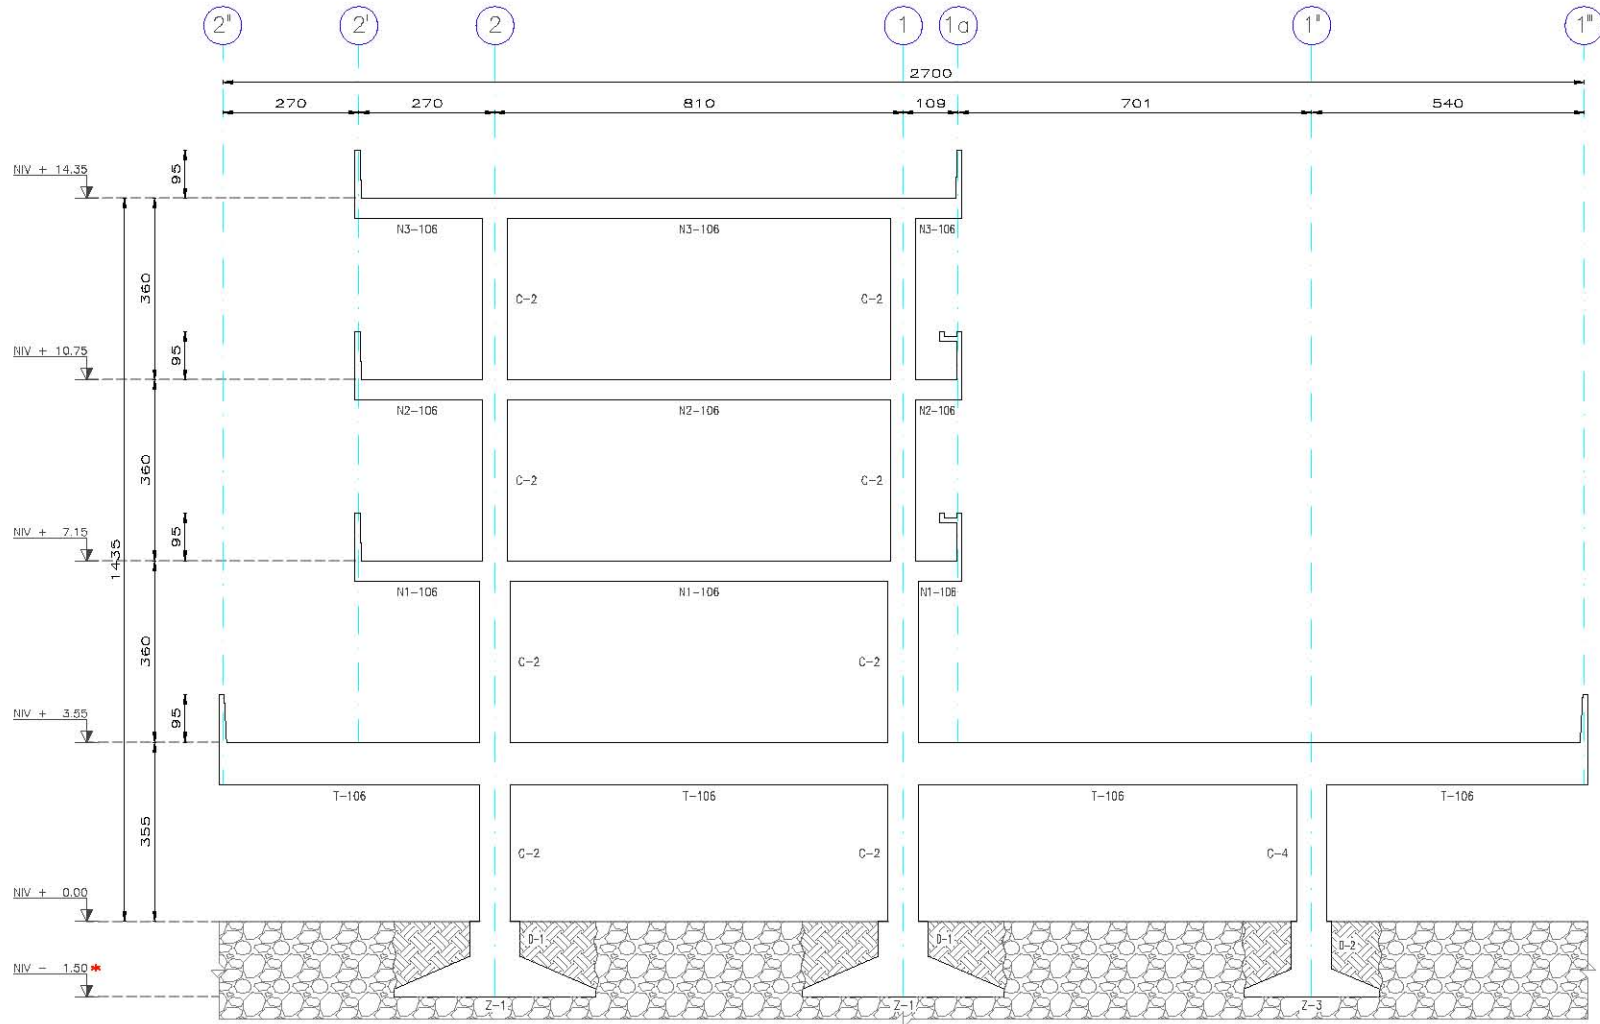 2" 2' 2 1 1a 1" 1'"
2700
270 270 810 109 701 540
NIV + 14.35
95
N3-106 N3-106 N3-106
360
C-2 C-2
NIV + 10.75
95
N2-106 N2-106 N2-106
360
C-2 C-2
NIV + 7.15
95
1435
N1-106 N1-106 N1-106
360
C-2 C-2
NIV + 3.55
95
T-106 T-106 T-106 T-106
355
C-2 C-2 C-4
NIV + 0.00
D-1 D-1 D-2
NIV - 1.50*
Z-1 Z-1 Z-3